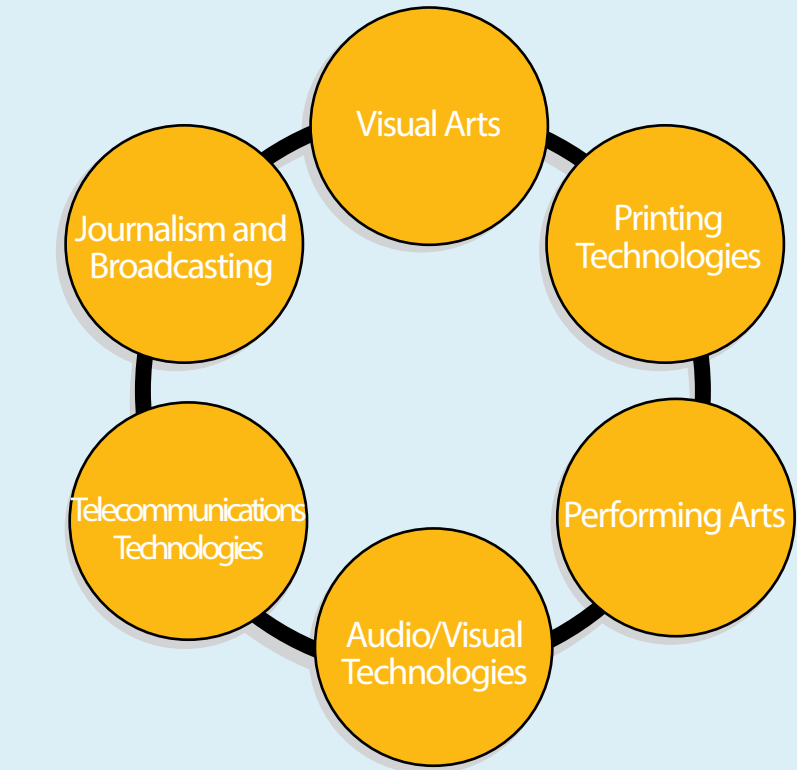 Visual Arts
Printing
Technologies
Performing Arts
Audio/Visual
Technologies
Telecommunications
Technologies
Journalism and
Broadcasting